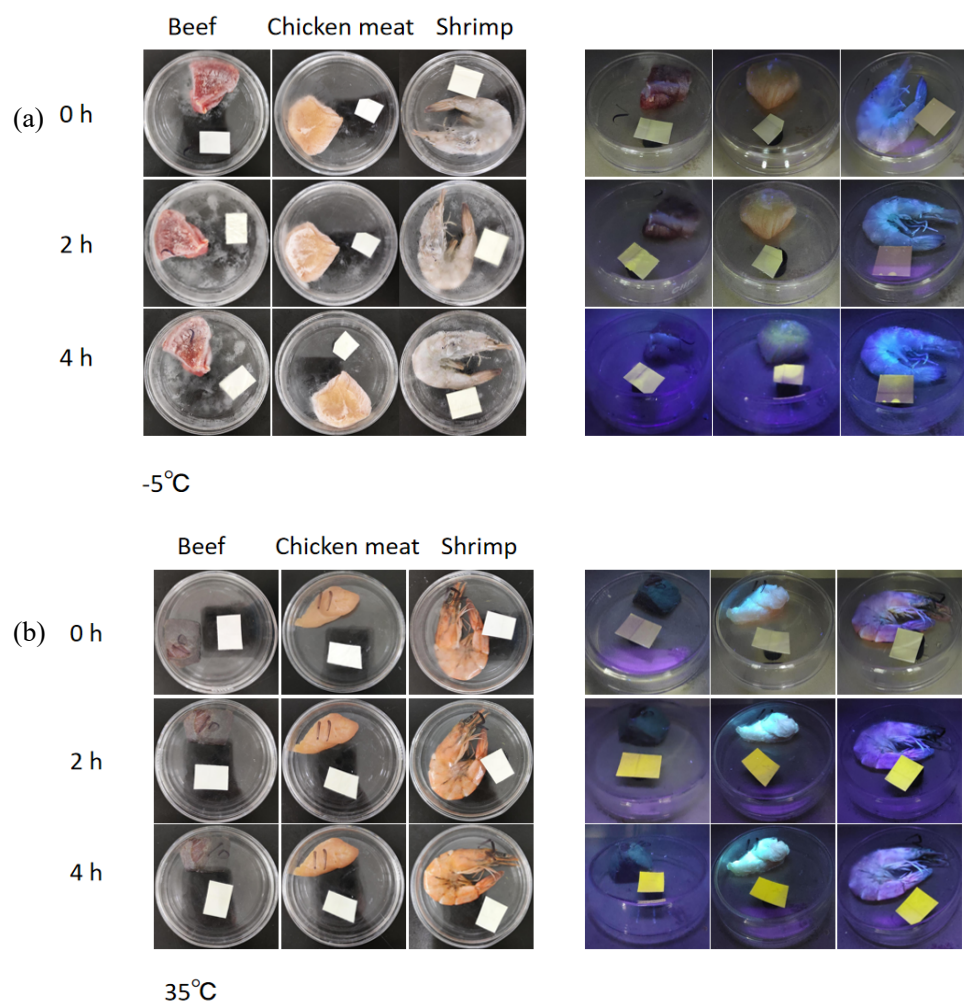 Beef Chicken meat Shrimp
(a) 0 h
2 h
4 h
-5℃
Beef Chicken meat Shrimp
(b) 0 h
2 h
4 h
35℃